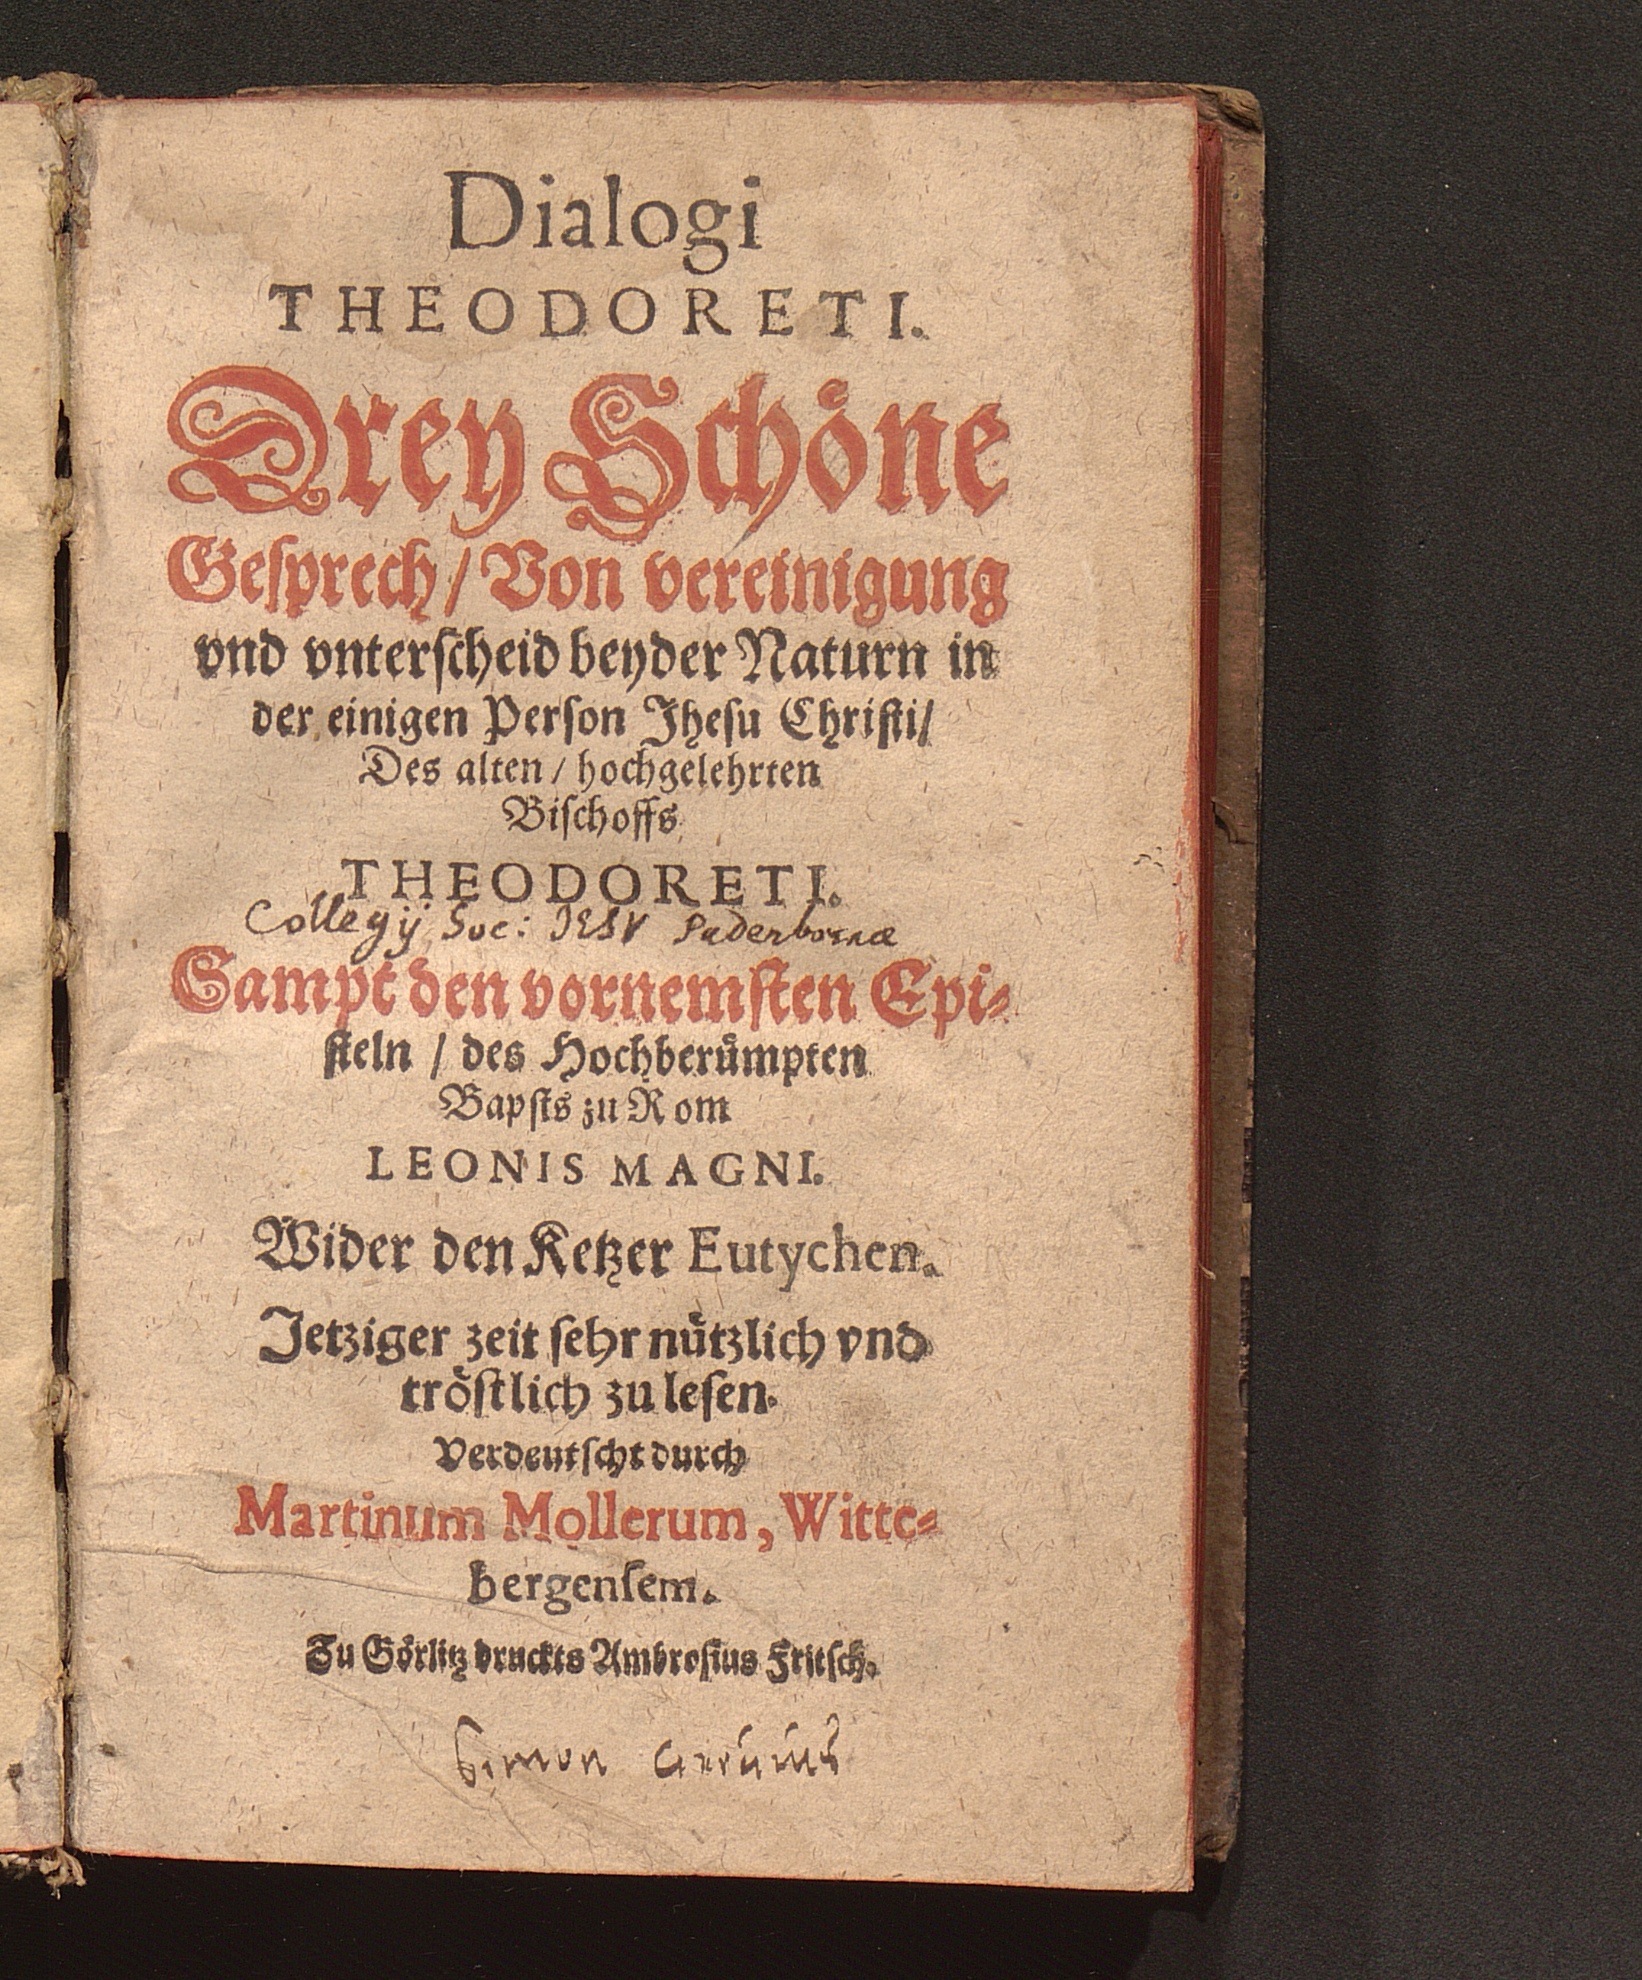 Dialogi
THEODORETI.
Drey Schöne
Gesprech / Von vereinigung
vnd vnterscheid beyder Naturn in
der einigen Person Jhesu Christi /
Des alten / hochgelehrten
Bischoffs
THEODORETI.
Collegij Soc: JESV Paderbornæ
Sampt den vornemsten Epi-
steln / des Hochberümpten
Bapsts zu Rom
LEONIS MAGNI.
Wider den Ketzer Eutychen.
Jetziger zeit sehr nützlich vnd
tröstlich zu lesen.
Verdeutscht durch
Martinum Mollerum, Witte-
bergensem.
Zu Görlitz druckts Ambrosius Fritsch.
Simon